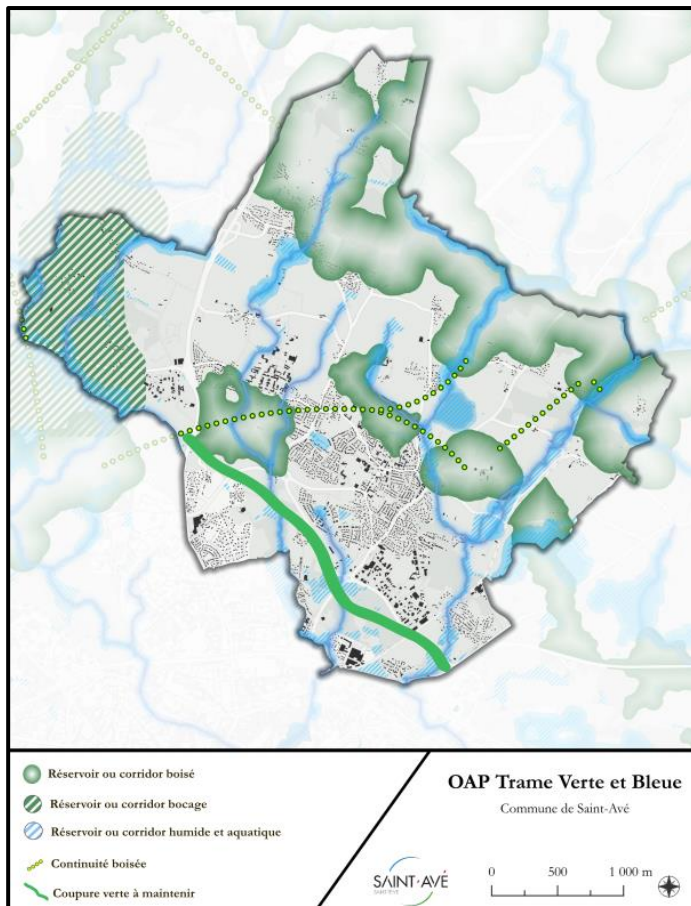 Réservoir ou corridor boisé
Réservoir ou corridor bocage
Réservoir ou corridor humide et aquatique
Continuité boisée
Coupure verte à maintenir
OAP Trame Verte et Bleue
Commune de Saint-Avé
SAINT-AVÉ
0 500 1 000 m